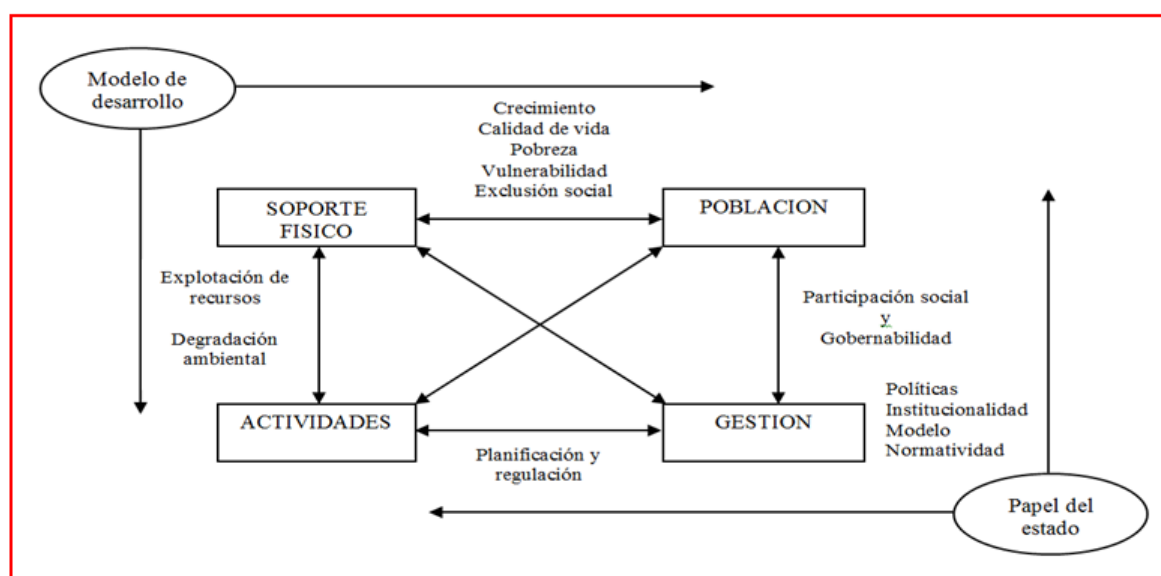 Modelo de
desarrollo
Crecimiento
Calidad de vida
Pobreza
Vulnerabilidad
Exclusión social
SOPORTE
FISICO
POBLACION
Explotación de
recursos
Degradación
ambiental
Participación social
y
Gobernabilidad
ACTIVIDADES
GESTION
Políticas
Institucionalidad
Modelo
Normatividad
Planificación y
regulación
Papel del
estado